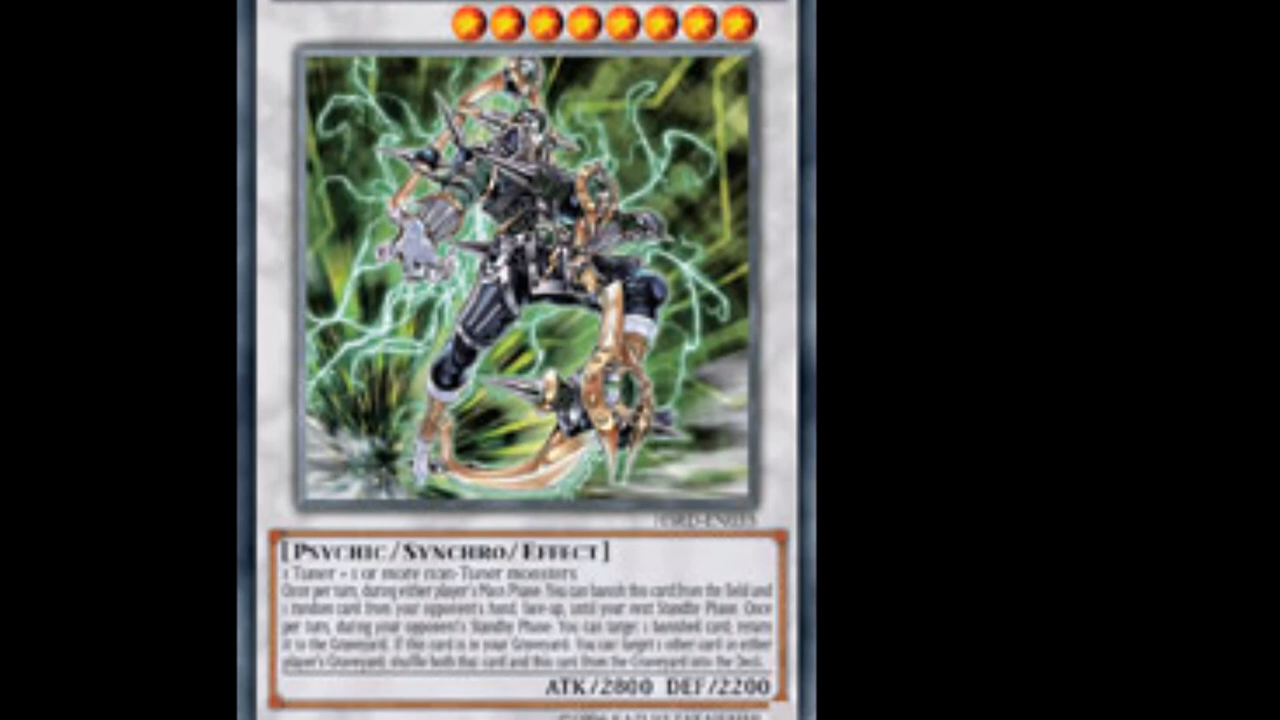 [PSYCHIC/SYNCHRO/EFFECT]
1 Tuner + 1 or more non-Tuner monsters
Once per turn, during either player's Main Phase: You can banish this card from the field and
1 random card from your opponent's hand, face-up, until your next Standby Phase. Once
per turn, during your opponent's Standby Phase: You can target 1 banished card; return
it to the Graveyard. If this card is in your Graveyard: You can target 1 other card in either
player's Graveyard; shuffle both that card and this card from the Graveyard into the Deck.
ATK/2800 DEF/2200